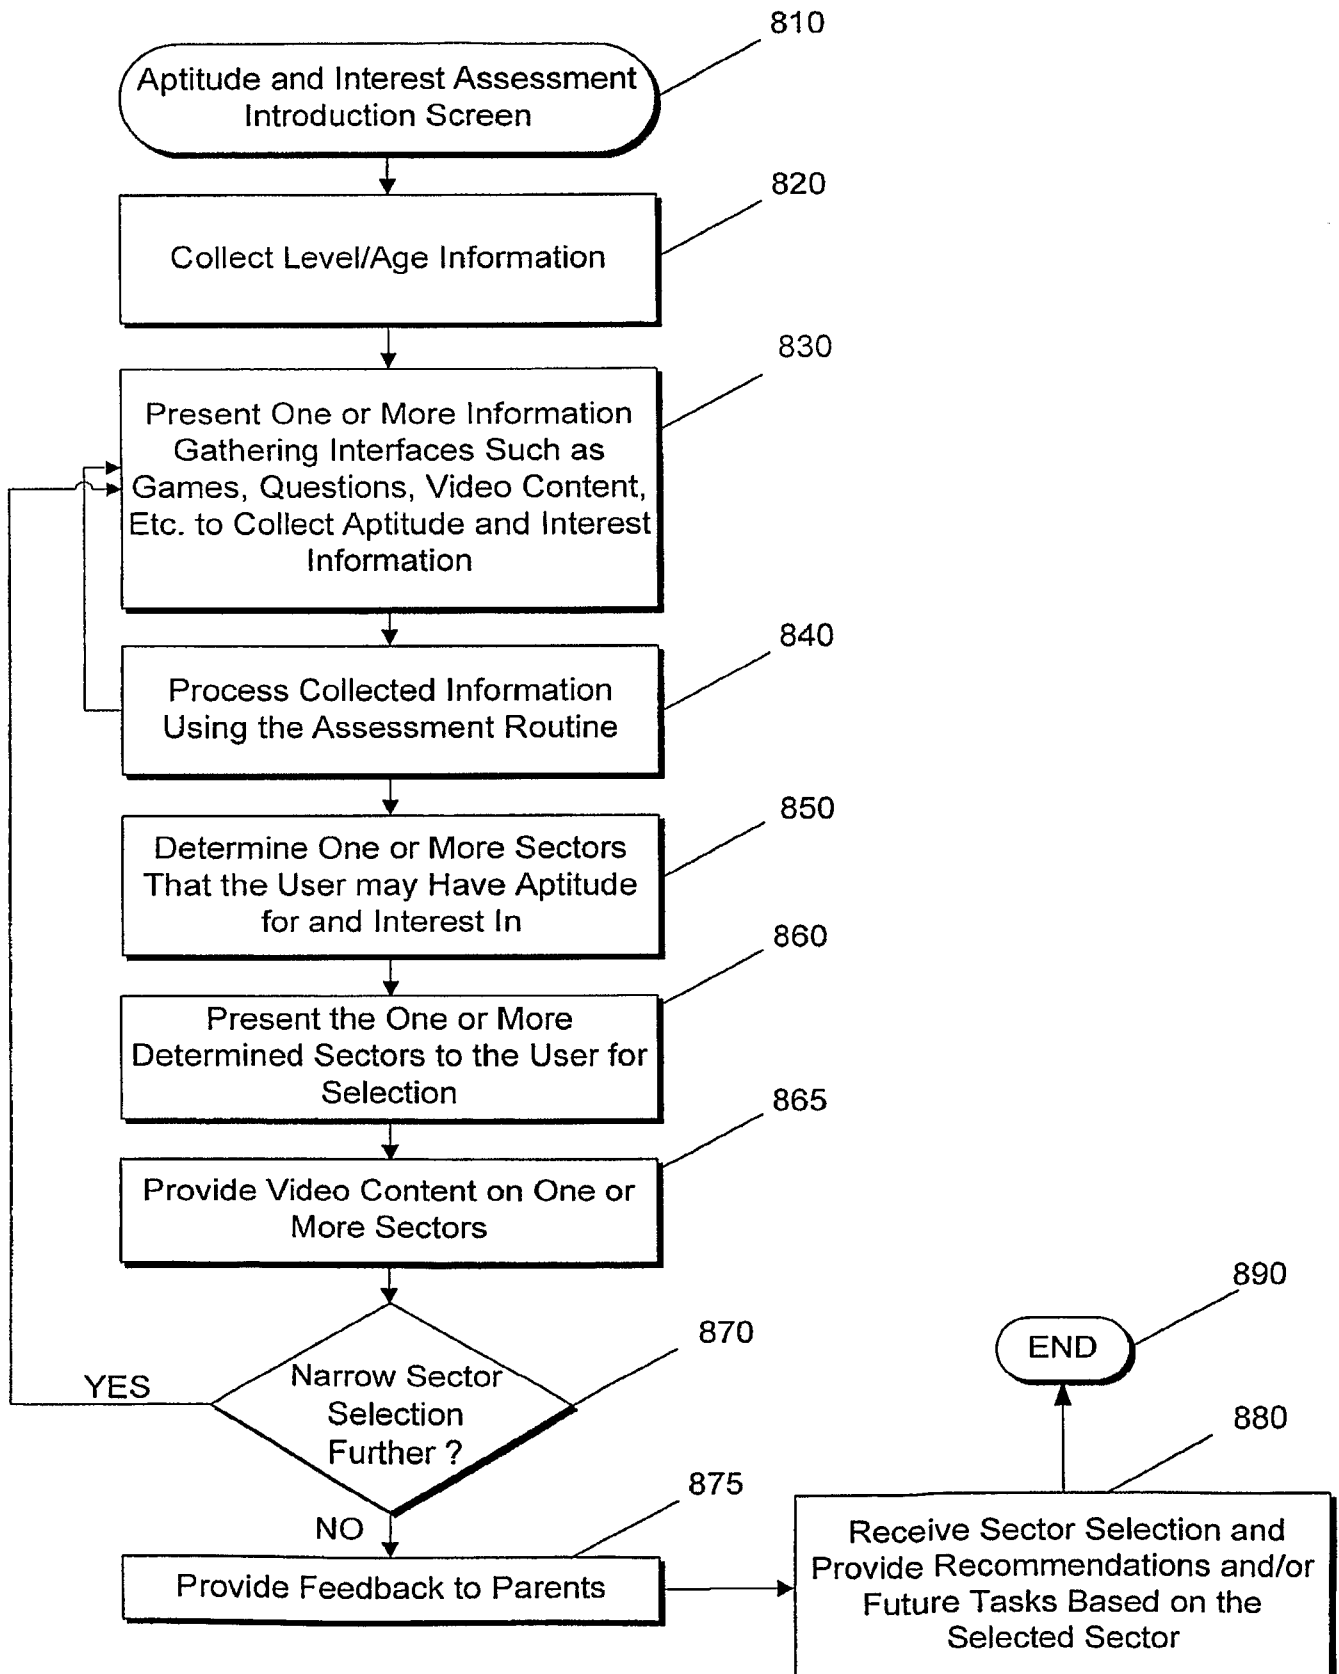 810
Aptitude and Interest Assessment
Introduction Screen
820
Collect Level/Age Information
830
Present One or More Information
Gathering Interfaces Such as
Games, Questions, Video Content,
Etc. to Collect Aptitude and Interest
Information
840
Process Collected Information
Using the Assessment Routine
850
Determine One or More Sectors
That the User may Have Aptitude
for and Interest In
860
Present the One or More
Determined Sectors to the User for
Selection
865
Provide Video Content on One or
More Sectors
870
Narrow Sector
Selection
Further ?
YES
NO
875
Provide Feedback to Parents
880
Receive Sector Selection and
Provide Recommendations and/or
Future Tasks Based on the
Selected Sector
890
END